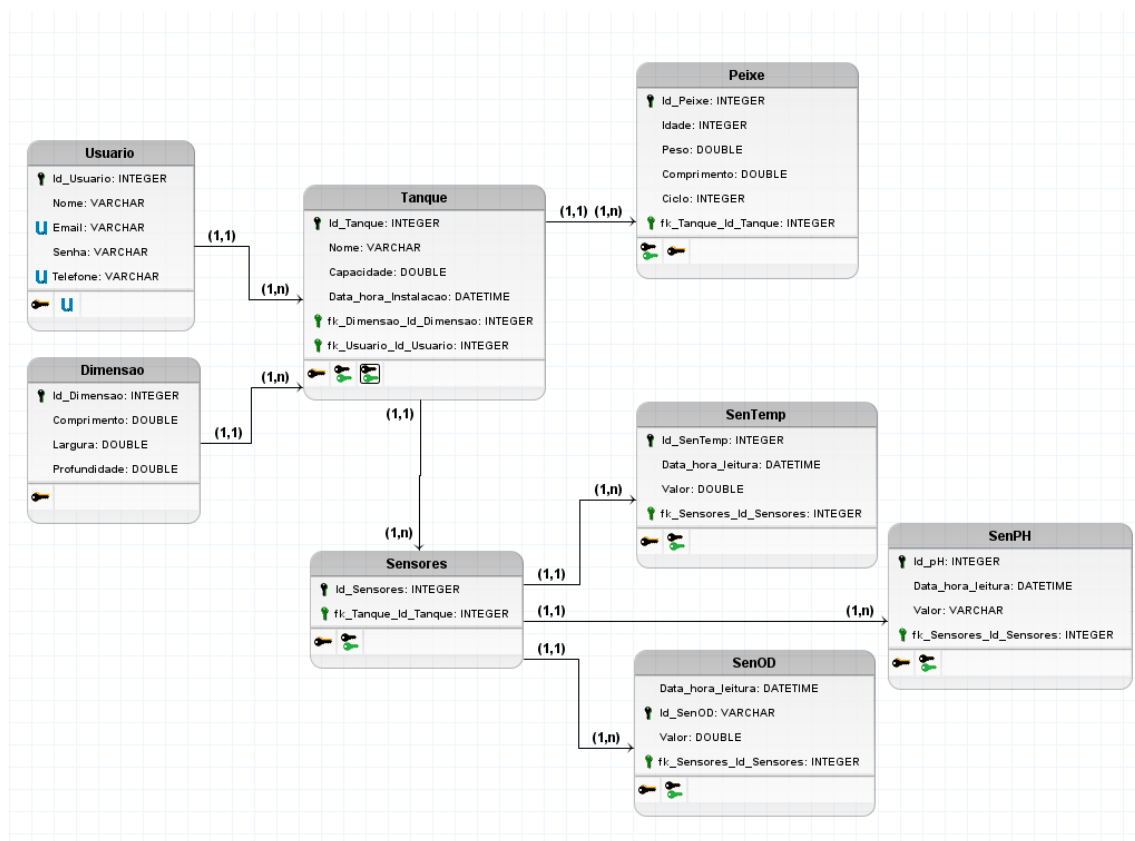 Usuario
Id_Usuario: INTEGER
Nome: VARCHAR
U Email: VARCHAR
Senha: VARCHAR
U Telefone: VARCHAR
U
(1,1)
(1,n)
Dimensao
Id_Dimensao: INTEGER
Comprimento: DOUBLE
Largura: DOUBLE
Profundidade: DOUBLE
(1,1)
(1,n)
Tanque
Id_Tanque: INTEGER
Nome: VARCHAR
Capacidade: DOUBLE
Data_hora_Instalacao: DATETIME
fk_Dimensao_Id_Dimensao: INTEGER
fk_Usuario_Id_Usuario: INTEGER
(1,1) (1,n)
Peixe
Id_Peixe: INTEGER
Idade: INTEGER
Peso: DOUBLE
Comprimento: DOUBLE
Ciclo: INTEGER
fk_Tanque_Id_Tanque: INTEGER
(1,1)
(1,n)
Sensores
Id_Sensores: INTEGER
fk_Tanque_Id_Tanque: INTEGER
(1,1)
(1,n)
SenTemp
Id_SenTemp: INTEGER
Data_hora_leitura: DATETIME
Valor: DOUBLE
fk_Sensores_Id_Sensores: INTEGER
(1,1)
(1,n)
SenPH
Id_pH: INTEGER
Data_hora_leitura: DATETIME
Valor: VARCHAR
fk_Sensores_Id_Sensores: INTEGER
(1,1)
(1,n)
SenOD
Data_hora_leitura: DATETIME
Id_SenOD: VARCHAR
Valor: DOUBLE
fk_Sensores_Id_Sensores: INTEGER